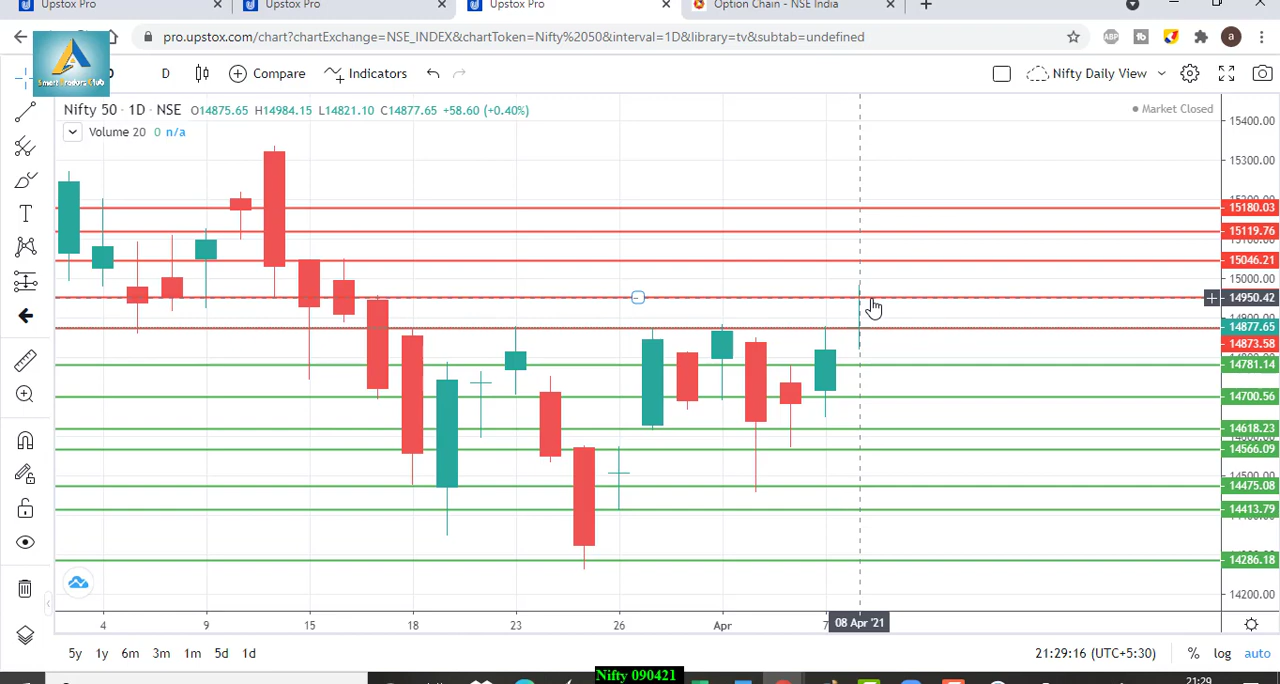 Upstox Pro
Upstox Pro
Upstox Pro
Option Chain - NSE India
pro.upstox.com/chart?chartExchange=NSE_INDEX&chartToken=Nifty%2050&interval=1D&library=tv&subtab=undefined
ABP
a
Smart Traders Club
D
Compare
Indicators
Nifty Daily View
Nifty 50 · 1D · NSE O14875.65 H14984.15 L14821.10 C14877.65 +58.60 (+0.40%)
Market Closed
Volume 20 0 n/a
15400.00
15300.00
15180.03
15119.76
15046.21
15000.00
14950.42
14877.65
14873.58
14781.14
14700.56
14618.23
14566.09
14500.00
14475.08
14413.79
14286.18
14200.00
4 9 15 18 23 26 Apr 7 08 Apr '21
5y 1y 6m 3m 1m 5d 1d
21:29:16 (UTC+5:30) % log auto
Nifty 090421
21:29